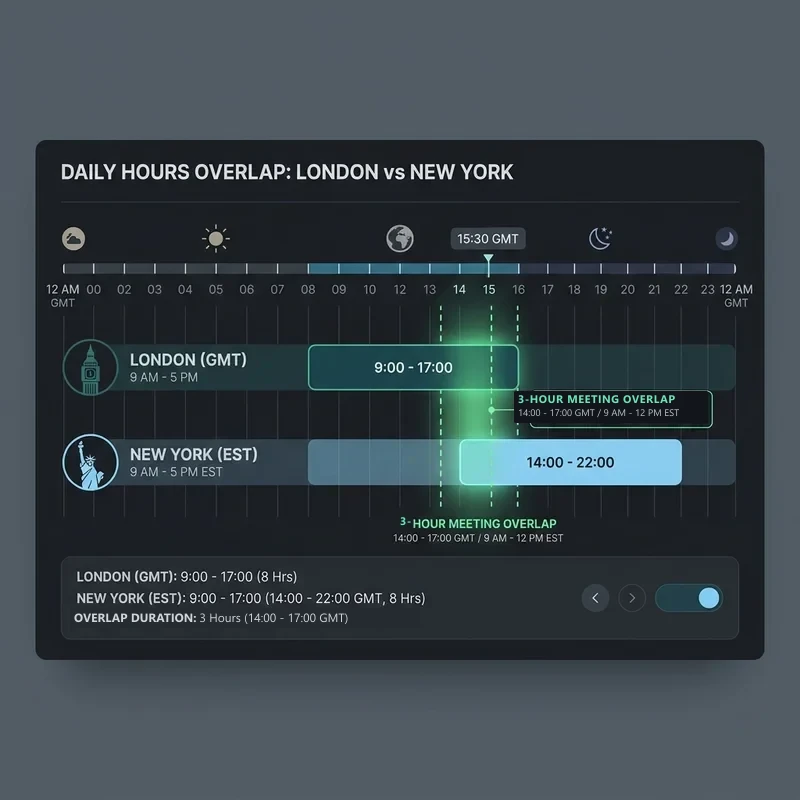 DAILY HOURS OVERLAP: LONDON vs NEW YORK
15:30 GMT
12 AM 00 02 03 04 05 06 07 08 09 10 12 13 14 15 16 17 18 19 20 21 22 23 12 AM
GMT GMT
LONDON (GMT)
9 AM - 5 PM
9:00 - 17:00
3-HOUR MEETING OVERLAP
14:00 - 17:00 GMT / 9 AM - 12 PM EST
NEW YORK (EST)
9 AM - 5 PM EST
14:00 - 22:00
3-HOUR MEETING OVERLAP
14:00 - 17:00 GMT / 9 AM - 12 PM EST
LONDON (GMT): 9:00 - 17:00 (8 Hrs)
NEW YORK (EST): 9:00 - 17:00 (14:00 - 22:00 GMT, 8 Hrs)
OVERLAP DURATION: 3 Hours (14:00 - 17:00 GMT)